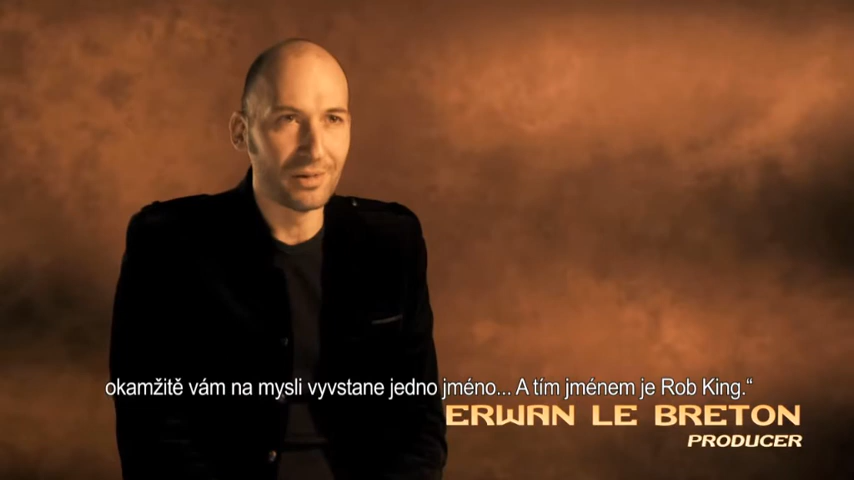 okamžitě vám na mysli vyvstane jedno jméno... A tím jménem je Rob King.“
ERWAN LE BRETON
PRODUCER